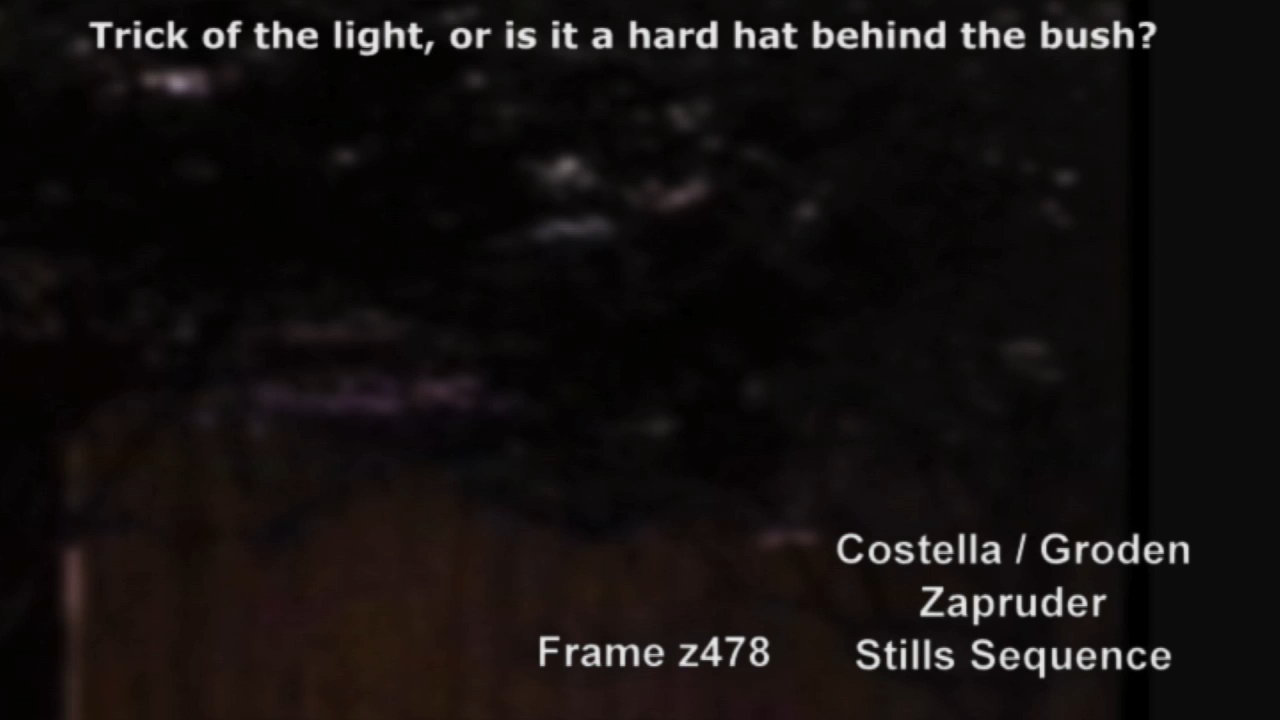 Trick of the light, or is it a hard hat behind the bush?
Costella / Groden
Zapruder
Frame z478
Stills Sequence